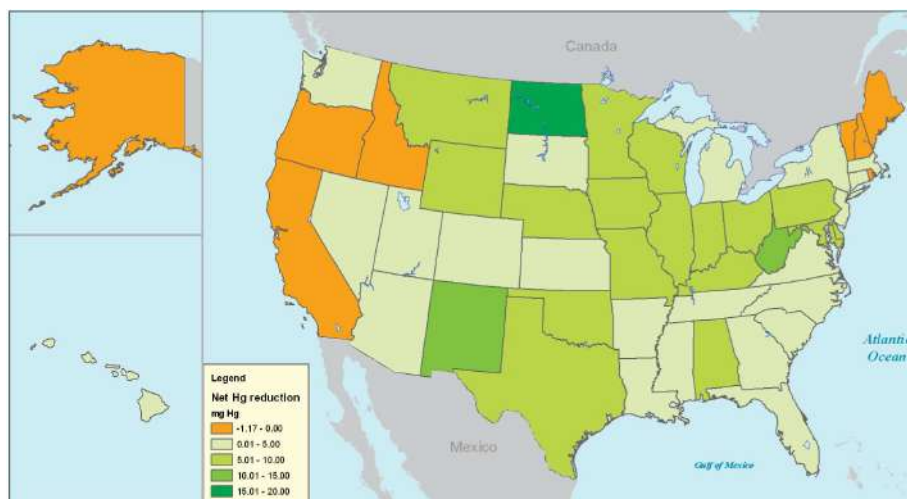 Canada
Atlantic
Ocean
Legend
Net Hg reduction
mg Hg
-1.17 - 0.00
0.01 - 5.00
5.01 - 10.00
10.01 - 15.00
15.01 - 20.00
Mexico
Gulf of Mexico